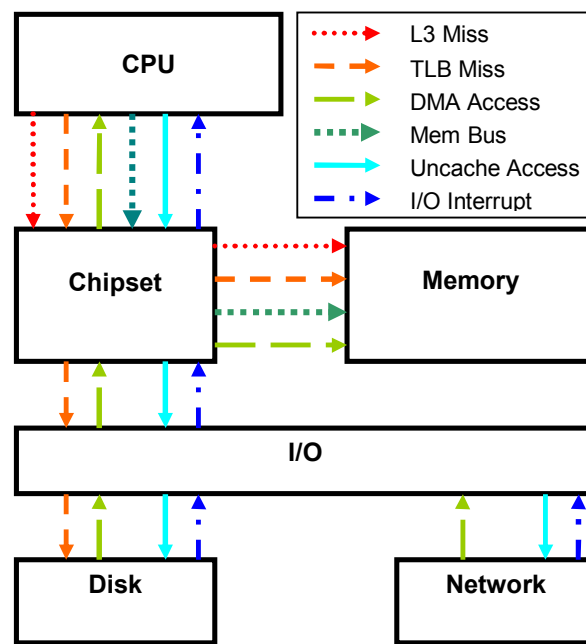 CPU
L3 Miss
TLB Miss
DMA Access
Mem Bus
Uncache Access
I/O Interrupt
Chipset
Memory
I/O
Disk
Network